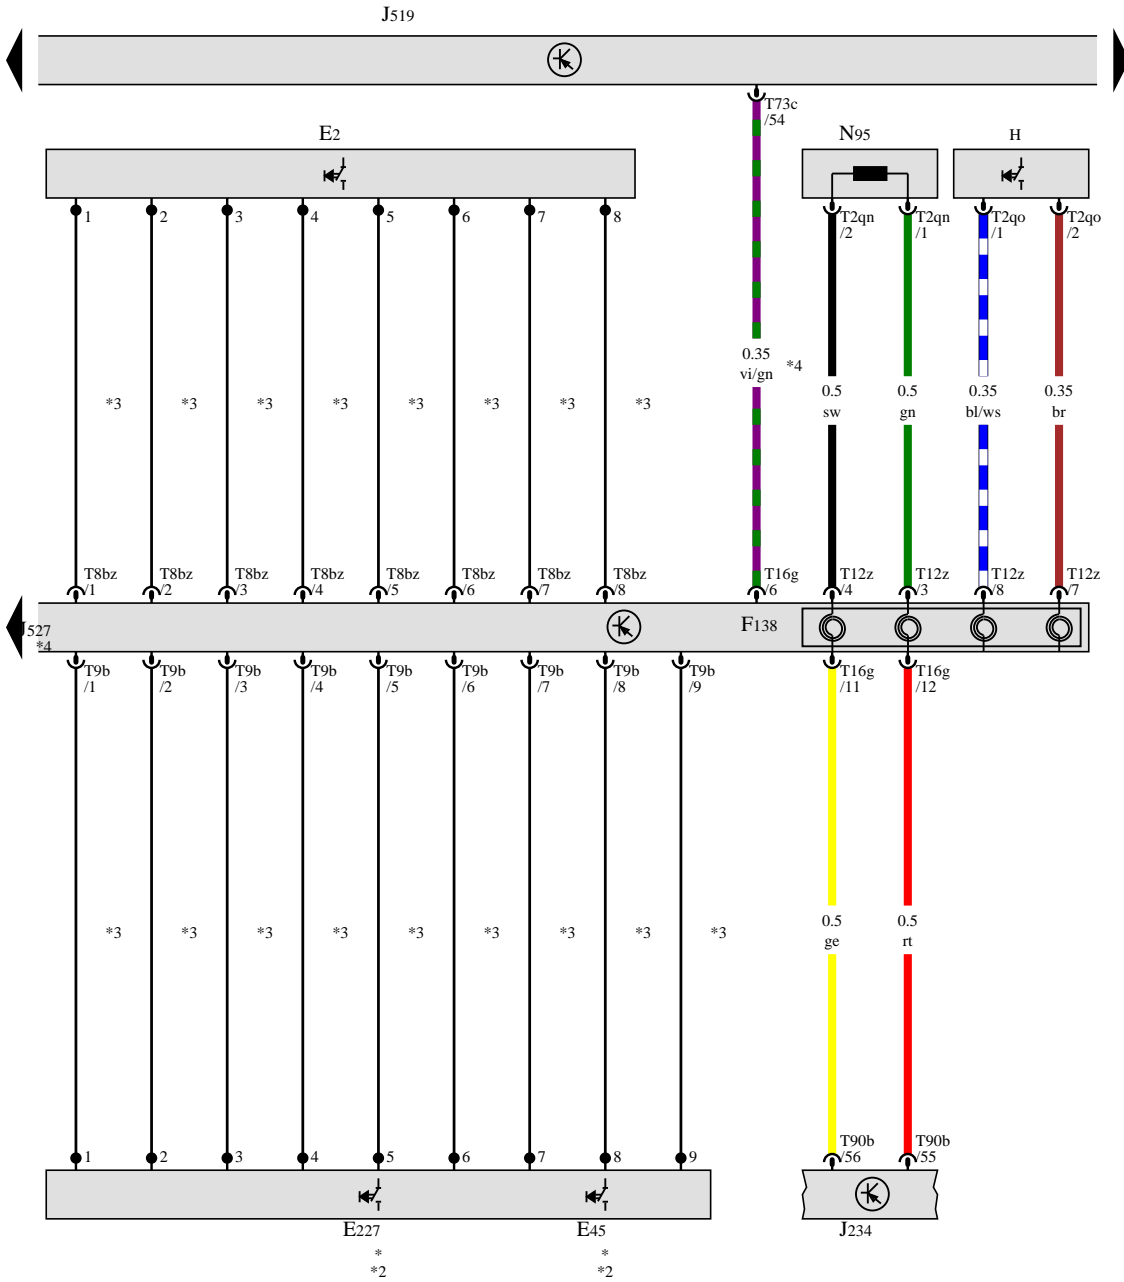 J519
T73c
/54
E2
N95
H
1
2
3
4
5
6
7
8
T2qn
/2
T2qn
/1
T2qo
/1
T2qo
/2
0.35
vi/gn
*4
*3
*3
*3
*3
*3
*3
*3
*3
0.5
sw
0.5
gn
0.35
bl/ws
0.35
br
T8bz
/1
T8bz
/2
T8bz
/3
T8bz
/4
T8bz
/5
T8bz
/6
T8bz
/7
T8bz
/8
T16g
/6
T12z
/4
T12z
/3
T12z
/8
T12z
/7
J527
*4
F138
T9b
/1
T9b
/2
T9b
/3
T9b
/4
T9b
/5
T9b
/6
T9b
/7
T9b
/8
T9b
/9
T16g
/11
T16g
/12
*3
*3
*3
*3
*3
*3
*3
*3
*3
0.5
ge
0.5
rt
1
2
3
4
5
6
7
8
9
T90b
/56
T90b
/55
E227
*
*2
E45
*
*2
J234